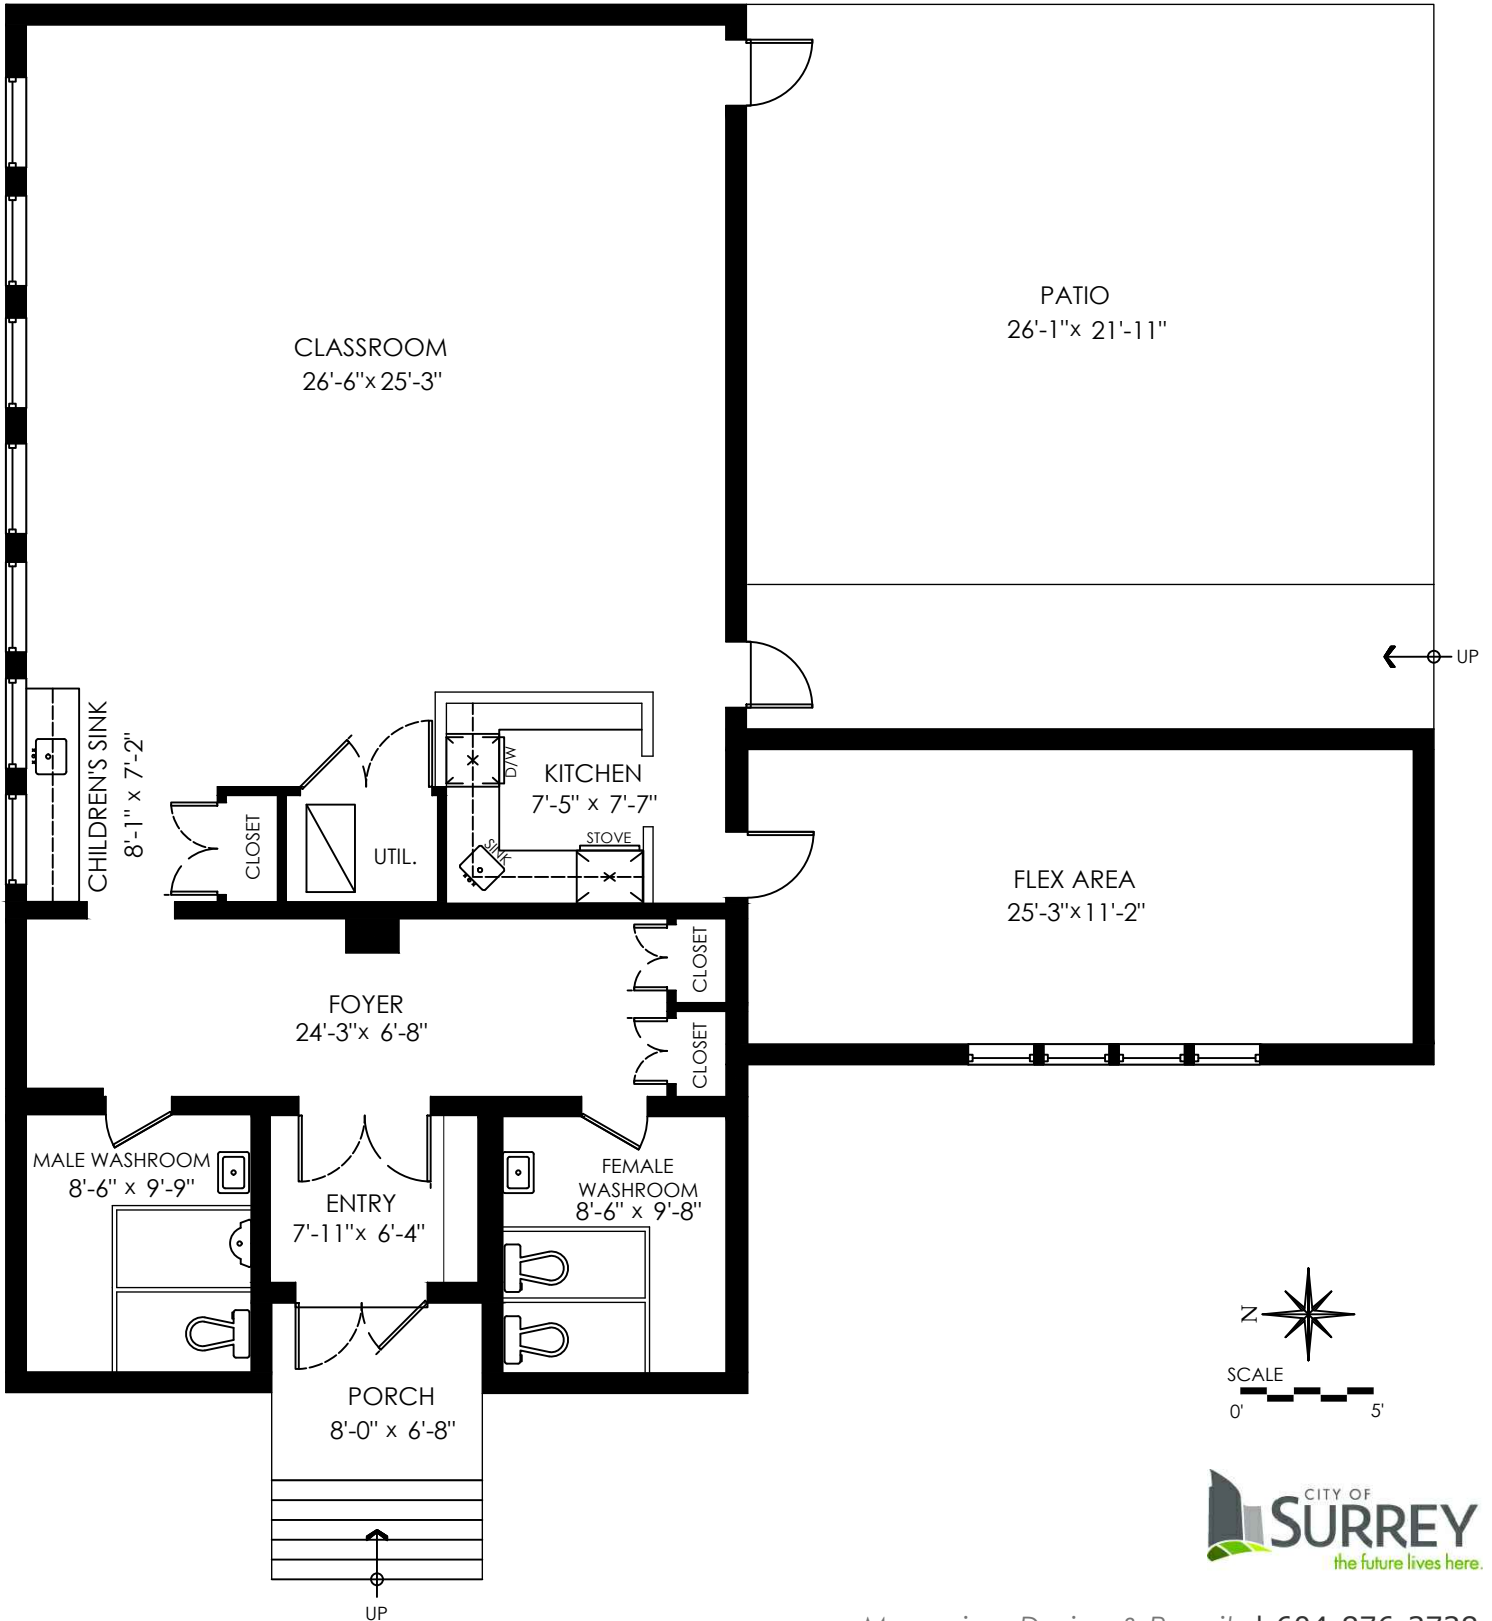 CLASSROOM
26'-6"x 25'-3"
PATIO
26'-1"x 21'-11"
UP
CHILDREN'S SINK
8'-1" x 7'-2"
CLOSET
UTIL.
D/W
KITCHEN
7'-5" x 7'-7"
SINK
STOVE
FLEX AREA
25'-3"x 11'-2"
FOYER
24'-3"x 6'-8"
CLOSET
CLOSET
MALE WASHROOM
8'-6" x 9'-9"
ENTRY
7'-11"x 6'-4"
FEMALE
WASHROOM
8'-6" x 9'-8"
PORCH
8'-0" x 6'-8"
UP
N
SCALE
0' 5'
CITY OF
SURREY
the future lives here.